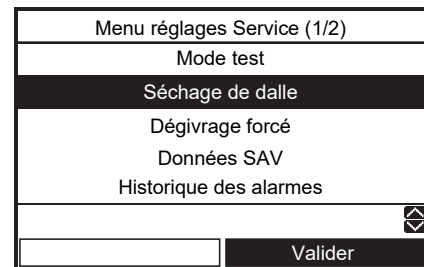 Menu réglages Service (1/2)
Mode test
Séchage de dalle
Dégivrage forcé
Données SAV
Historique des alarmes
Valider